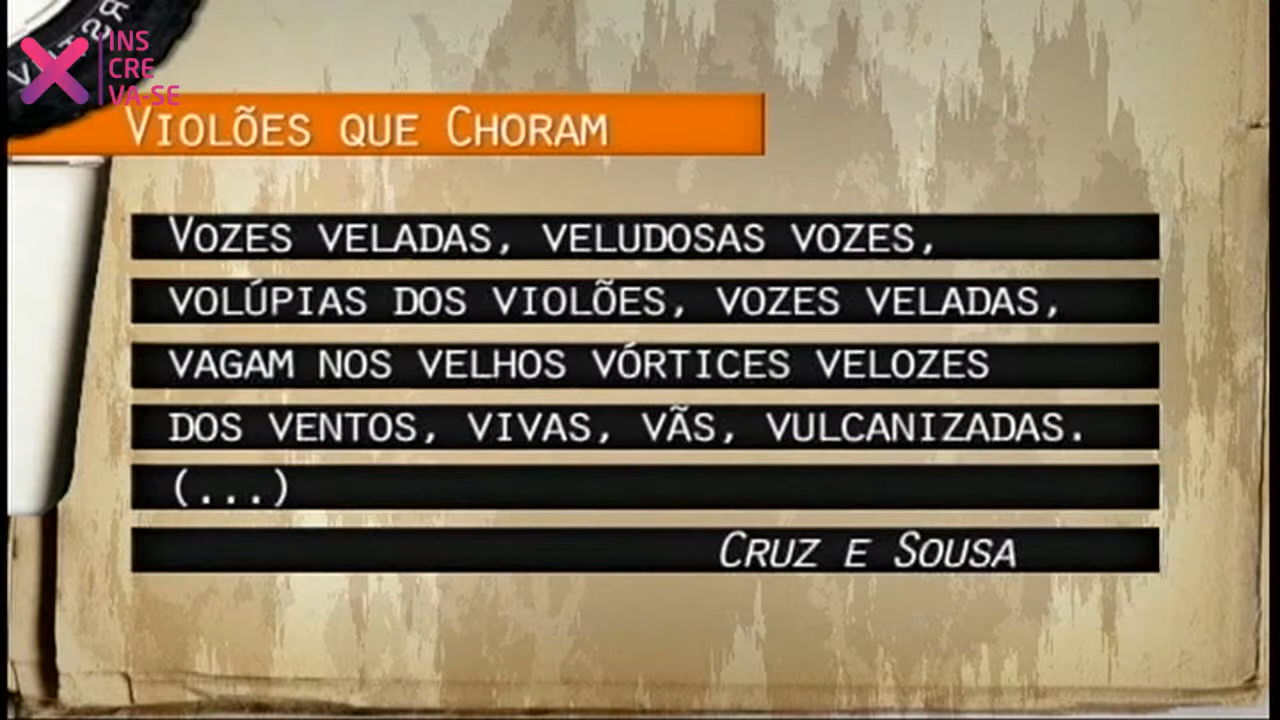 INS
CRE
VA-SE
VIOLÕES QUE CHORAM
VOZES VELADAS, VELUDOSAS VOZES,
VOLÚPIAS DOS VIOLÕES, VOZES VELADAS,
VAGAM NOS VELHOS VÓRTICES VELOZES
DOS VENTOS, VIVAS, VÃS, VULCANIZADAS.
(...)
CRUZ E SOUSA